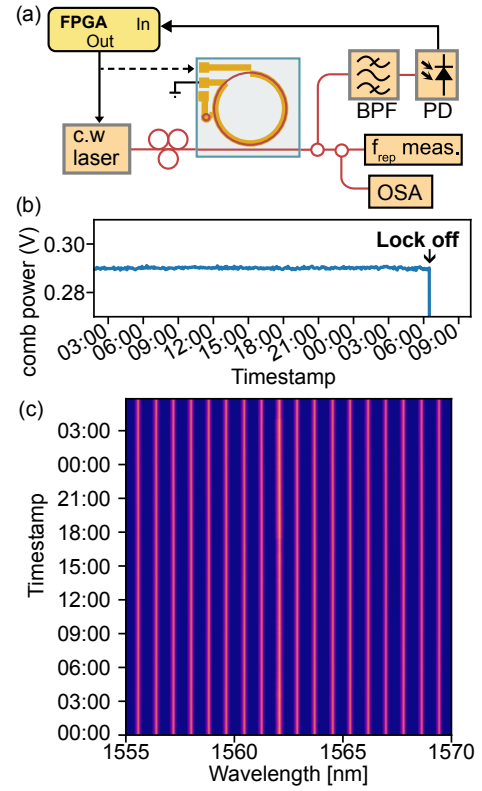 (a)
FPGA In
Out
c.w
laser
BPF
PD
f_rep meas.
OSA
(b)
comb power (V)
0.30
0.28
Lock off
03:00 06:00 09:00 12:00 15:00 18:00 21:00 00:00 03:00 06:00 09:00
Timestamp
(c)
Timestamp
03:00
00:00
21:00
18:00
15:00
12:00
09:00
06:00
03:00
00:00
1555 1560 1565 1570
Wavelength [nm]